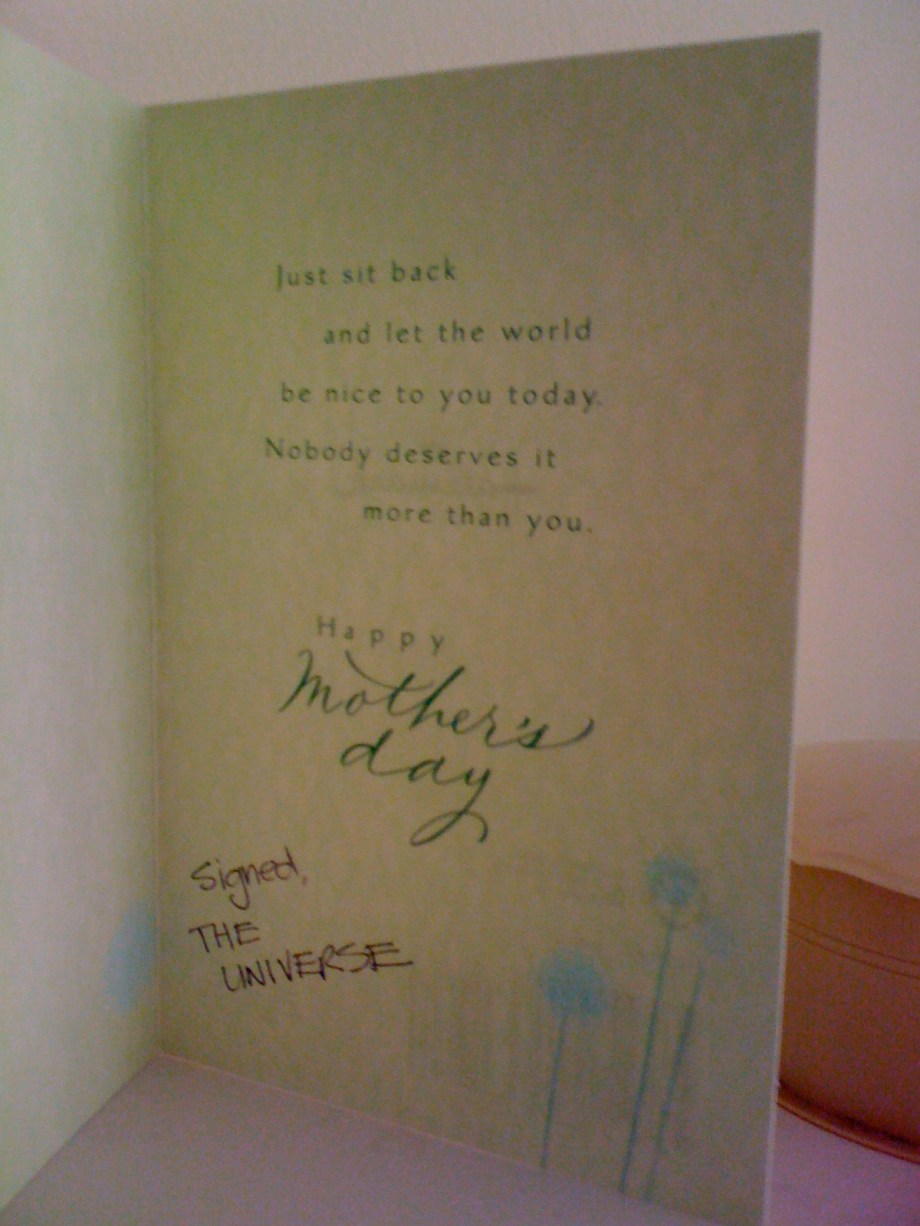 Just sit back
and let the world
be nice to you today.
Nobody deserves it
more than you.
Happy
Mother's
day
Signed,
THE
UNIVERSE